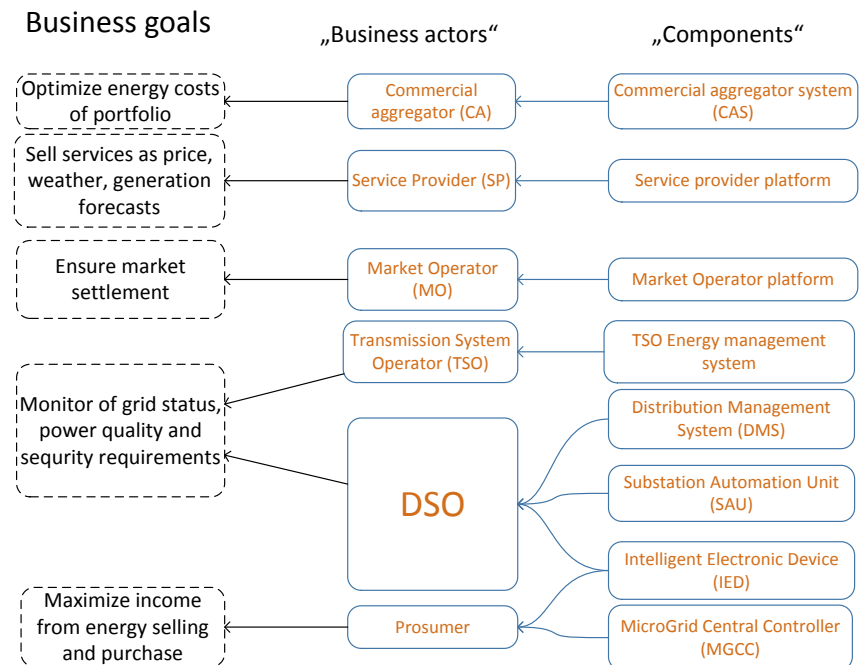 Business goals
„Business actors“
„Components“
Optimize energy costs
of portfolio
Commercial
aggregator (CA)
Commercial aggregator system
(CAS)
Sell services as price,
weather, generation
forecasts
Service Provider (SP)
Service provider platform
Ensure market
settlement
Market Operator
(MO)
Market Operator platform
Transmission System
Operator (TSO)
TSO Energy management
system
Monitor of grid status,
power quality and
sequrity requirements
DSO
Distribution Management
System (DMS)
Substation Automation Unit
(SAU)
Intelligent Electronic Device
(IED)
Maximize income
from energy selling
and purchase
Prosumer
MicroGrid Central Controller
(MGCC)